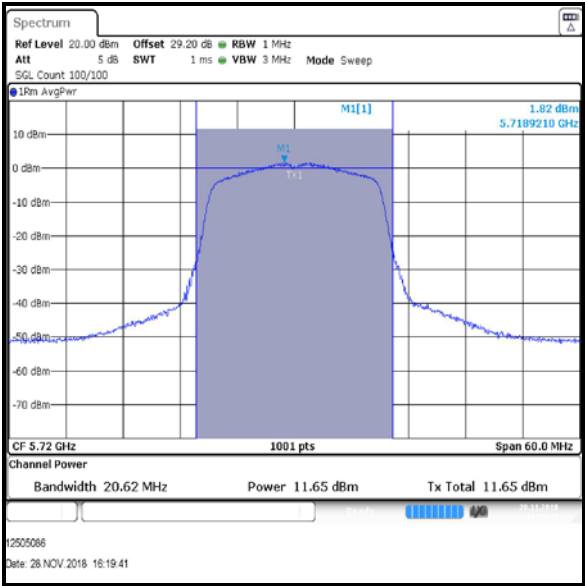 Spectrum
Ref Level 20.00 dBm Offset 29.20 dB RBW 1 MHz
Att 5 dB SWT 1 ms VBW 3 MHz Mode Sweep
SGL Count 100/100
1Rm AvgPwr
M1[1] 1.82 dBm
5.7189210 GHz
10 dBm
M1
0 dBm
TX1
-10 dBm
-20 dBm
-30 dBm
-40 dBm
-50 dBm
-60 dBm
-70 dBm
CF 5.72 GHz 1001 pts Span 60.0 MHz
Channel Power
Bandwidth 20.62 MHz Power 11.65 dBm Tx Total 11.65 dBm
12505086
Date: 28.NOV.2018 16:19:41